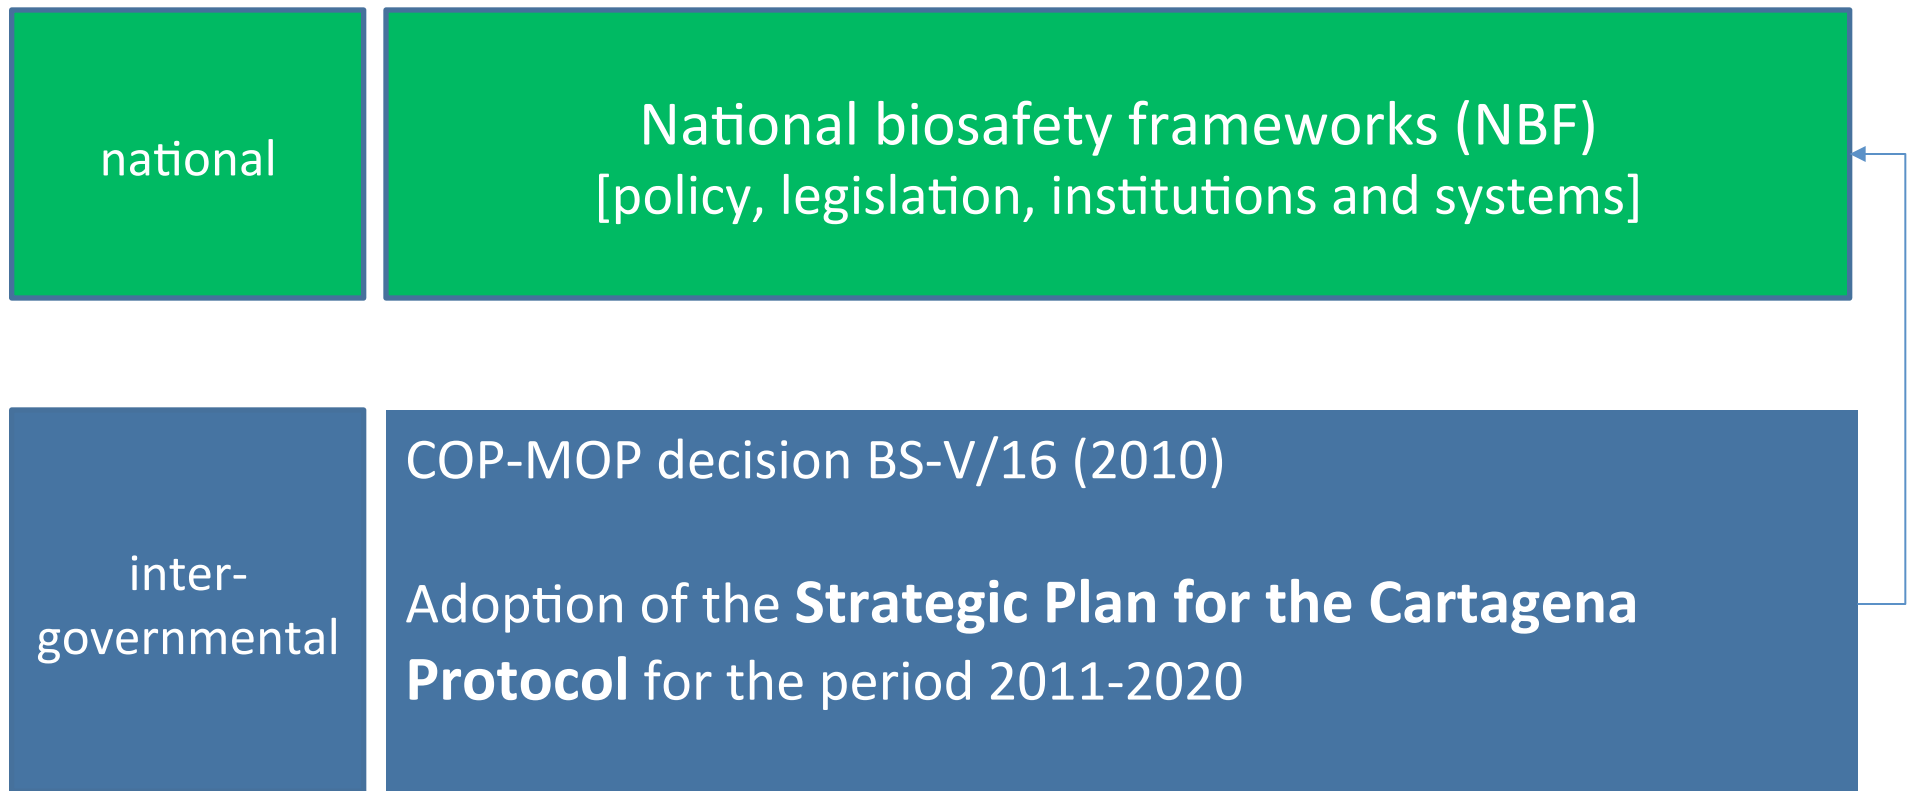 national
National biosafety frameworks (NBF)
[policy, legislation, institutions and systems]
inter-
governmental
COP-MOP decision BS-V/16 (2010)
Adoption of the Strategic Plan for the Cartagena
Protocol for the period 2011-2020